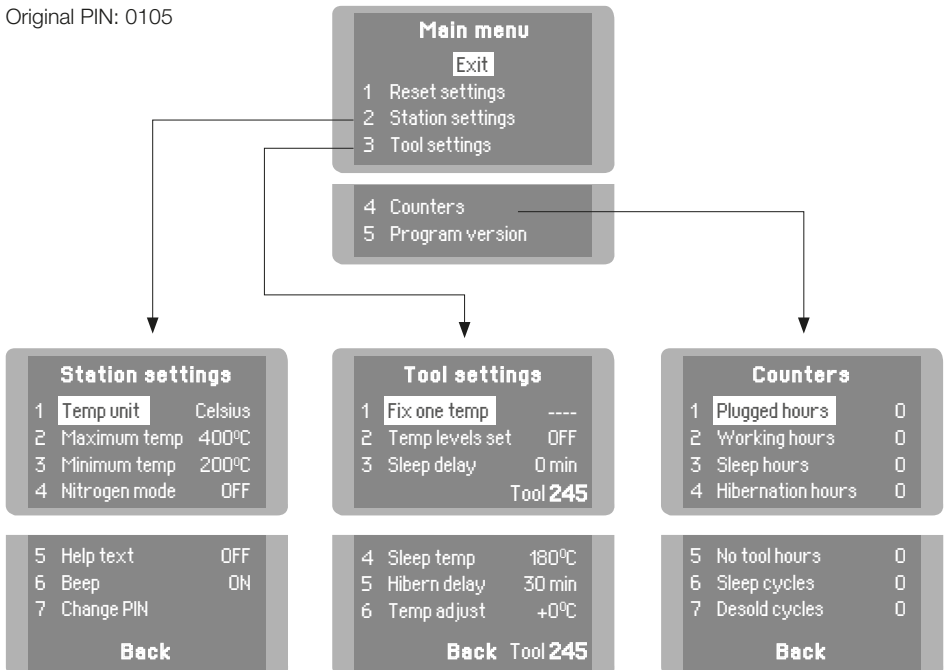 Original PIN: 0105
Main menu
Exit
1 Reset settings
2 Station settings
3 Tool settings
4 Counters
5 Program version
Station settings
1 Temp unit Celsius
2 Maximum temp 400ºC
3 Minimum temp 200ºC
4 Nitrogen mode OFF
5 Help text OFF
6 Beep ON
7 Change PIN
Back
Tool settings
1 Fix one temp ----
2 Temp levels set OFF
3 Sleep delay 0 min
Tool 245
4 Sleep temp 180ºC
5 Hibern delay 30 min
6 Temp adjust +0ºC
Back Tool 245
Counters
1 Plugged hours 0
2 Working hours 0
3 Sleep hours 0
4 Hibernation hours 0
5 No tool hours 0
6 Sleep cycles 0
7 Desold cycles 0
Back